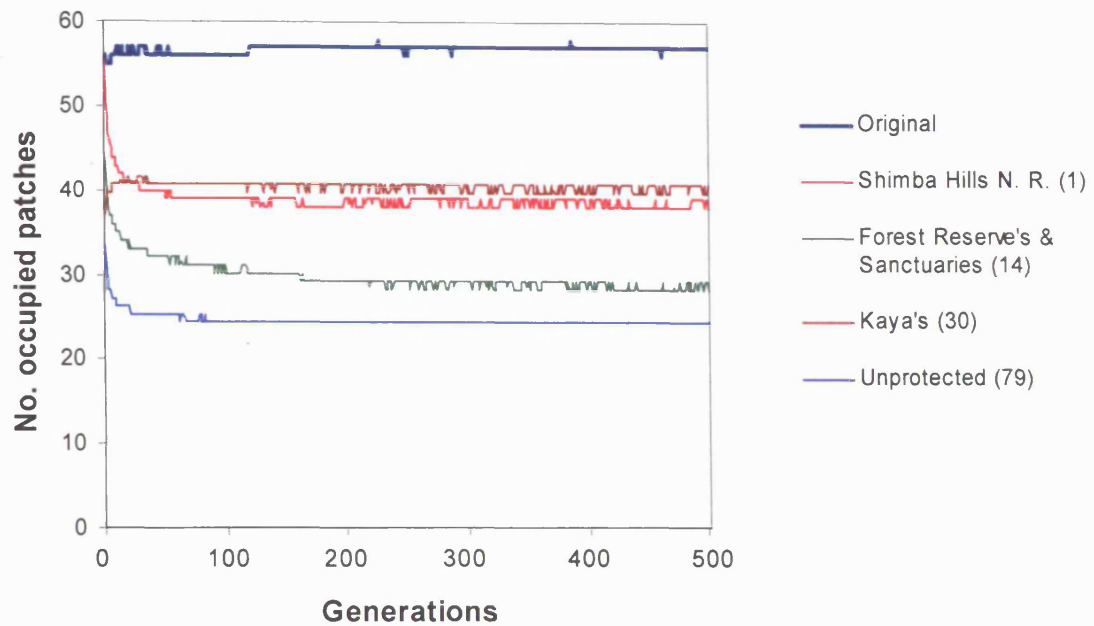 60
50
40
30
20
10
0
No. occupied patches
0 100 200 300 400 500
Generations
Original
Shimba Hills N. R. (1)
Forest Reserve's &
Sanctuaries (14)
Kaya's (30)
Unprotected (79)